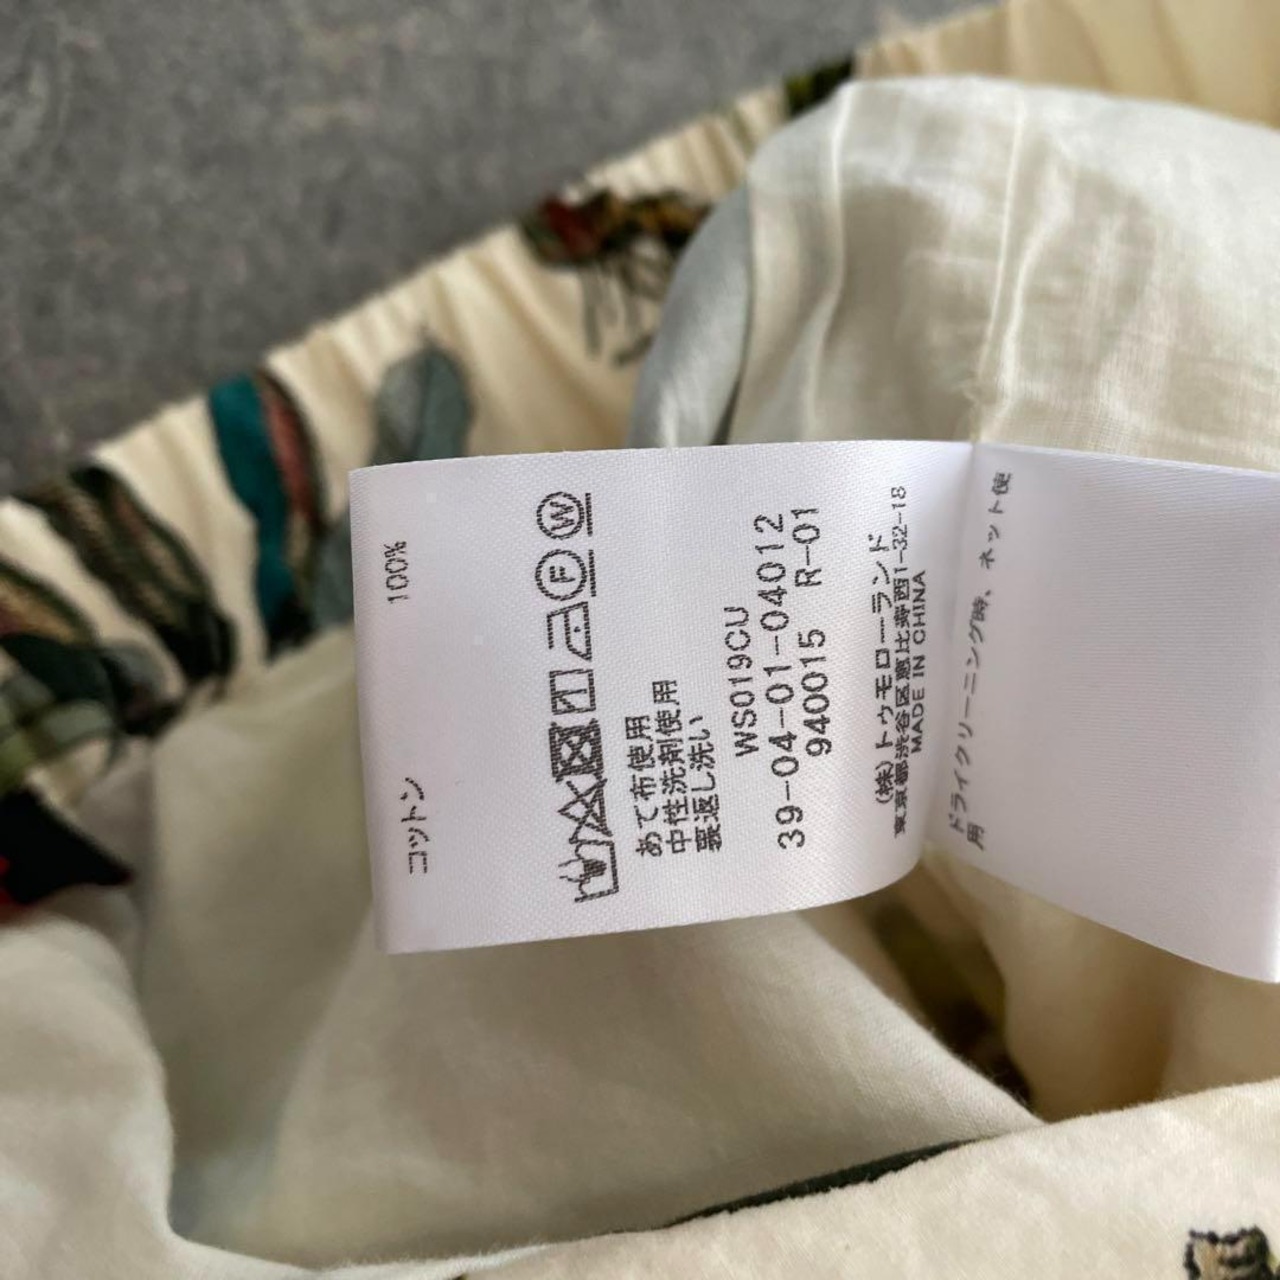 コットン 100%
F W
あて布使用
中性洗剤使用
裏返し洗い
WS019CU
39-04-01-04012
940015 R-01
(株)トゥモローランド
東京都渋谷区恵比寿西1-32-18
MADE IN CHINA
ドライクリーニング時、ネット使
用